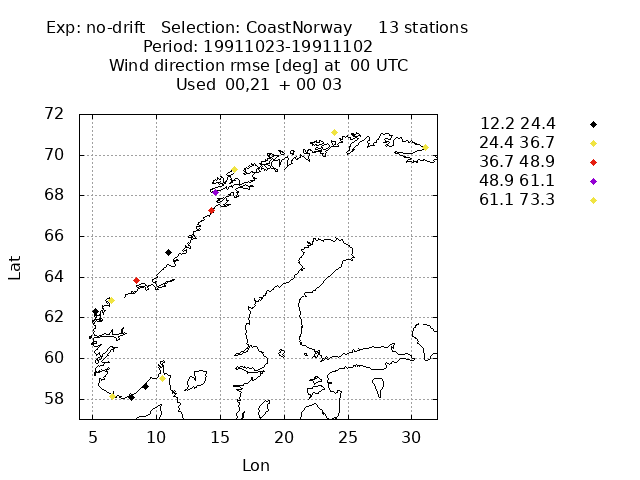 Exp: no-drift Selection: CoastNorway 13 stations
Period: 19911023-19911102
Wind direction rmse [deg] at 00 UTC
Used 00,21 + 00 03
72
70
68
66
64
62
60
58
Lat
5 10 15 20 25 30
Lon
12.2 24.4
24.4 36.7
36.7 48.9
48.9 61.1
61.1 73.3